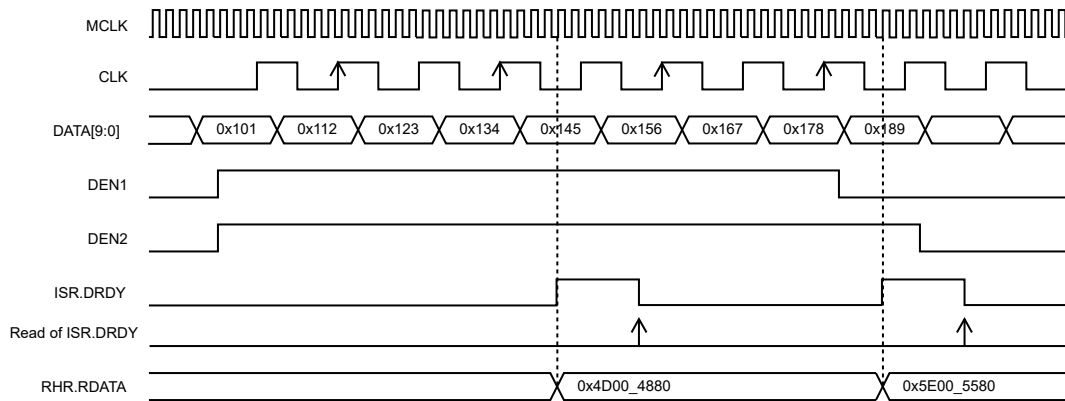 MCLK
CLK
DATA[9:0] 0x101 0x112 0x123 0x134 0x145 0x156 0x167 0x178 0x189
DEN1
DEN2
ISR.DRDY
Read of ISR.DRDY
RHR.RDATA 0x4D00_4880 0x5E00_5580